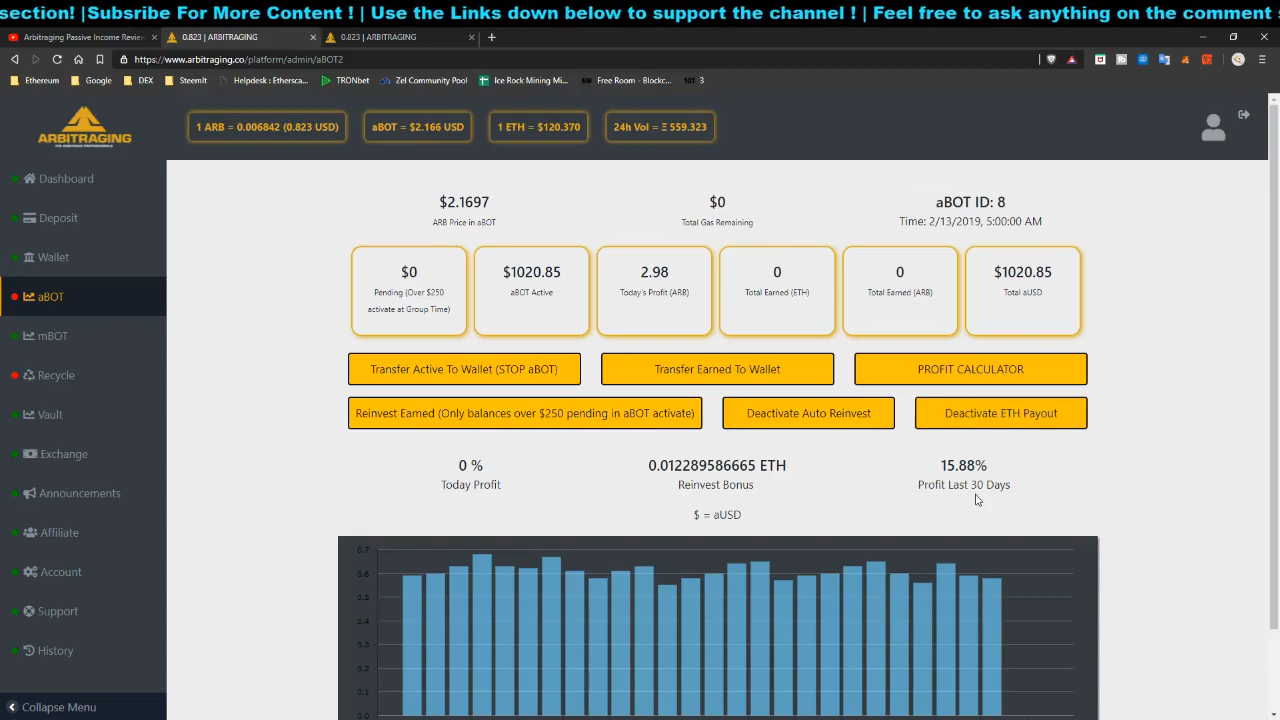 section! |Subsribe For More Content ! | Use the Links down below to support the channel ! | Feel free to ask anything on the comment s
Arbitraging Passive Income Review
0.823 | ARBITRAGING
0.823 | ARBITRAGING
https://www.arbitraging.co/platform/admin/aBOT2
Ethereum
Google
DEX
SteemIt
Helpdesk : Ethersca...
TRONbet
Zel Community Pool
Ice Rock Mining Mi...
Free Room - Blockc...
101 3
ARBITRAGING
1 ARB = 0.006842 (0.823 USD)
aBOT = $2.166 USD
1 ETH = $120.370
24h Vol = Ξ 559.323
Dashboard
Deposit
Wallet
aBOT
mBOT
Recycle
Vault
Exchange
Announcements
Affiliate
Account
Support
History
Collapse Menu
$2.1697
ARB Price in aBOT
$0
Total Gas Remaining
aBOT ID: 8
Time: 2/13/2019, 5:00:00 AM
$0
Pending (Over $250
activate at Group Time)
$1020.85
aBOT Active
2.98
Today's Profit (ARB)
0
Total Earned (ETH)
0
Total Earned (ARB)
$1020.85
Total aUSD
Transfer Active To Wallet (STOP aBOT)
Transfer Earned To Wallet
PROFIT CALCULATOR
Reinvest Earned (Only balances over $250 pending in aBOT activate)
Deactivate Auto Reinvest
Deactivate ETH Payout
0 %
Today Profit
0.012289586665 ETH
Reinvest Bonus
15.88%
Profit Last 30 Days
$ = aUSD
0.7
0.6
0.5
0.4
0.3
0.2
0.1
0.0